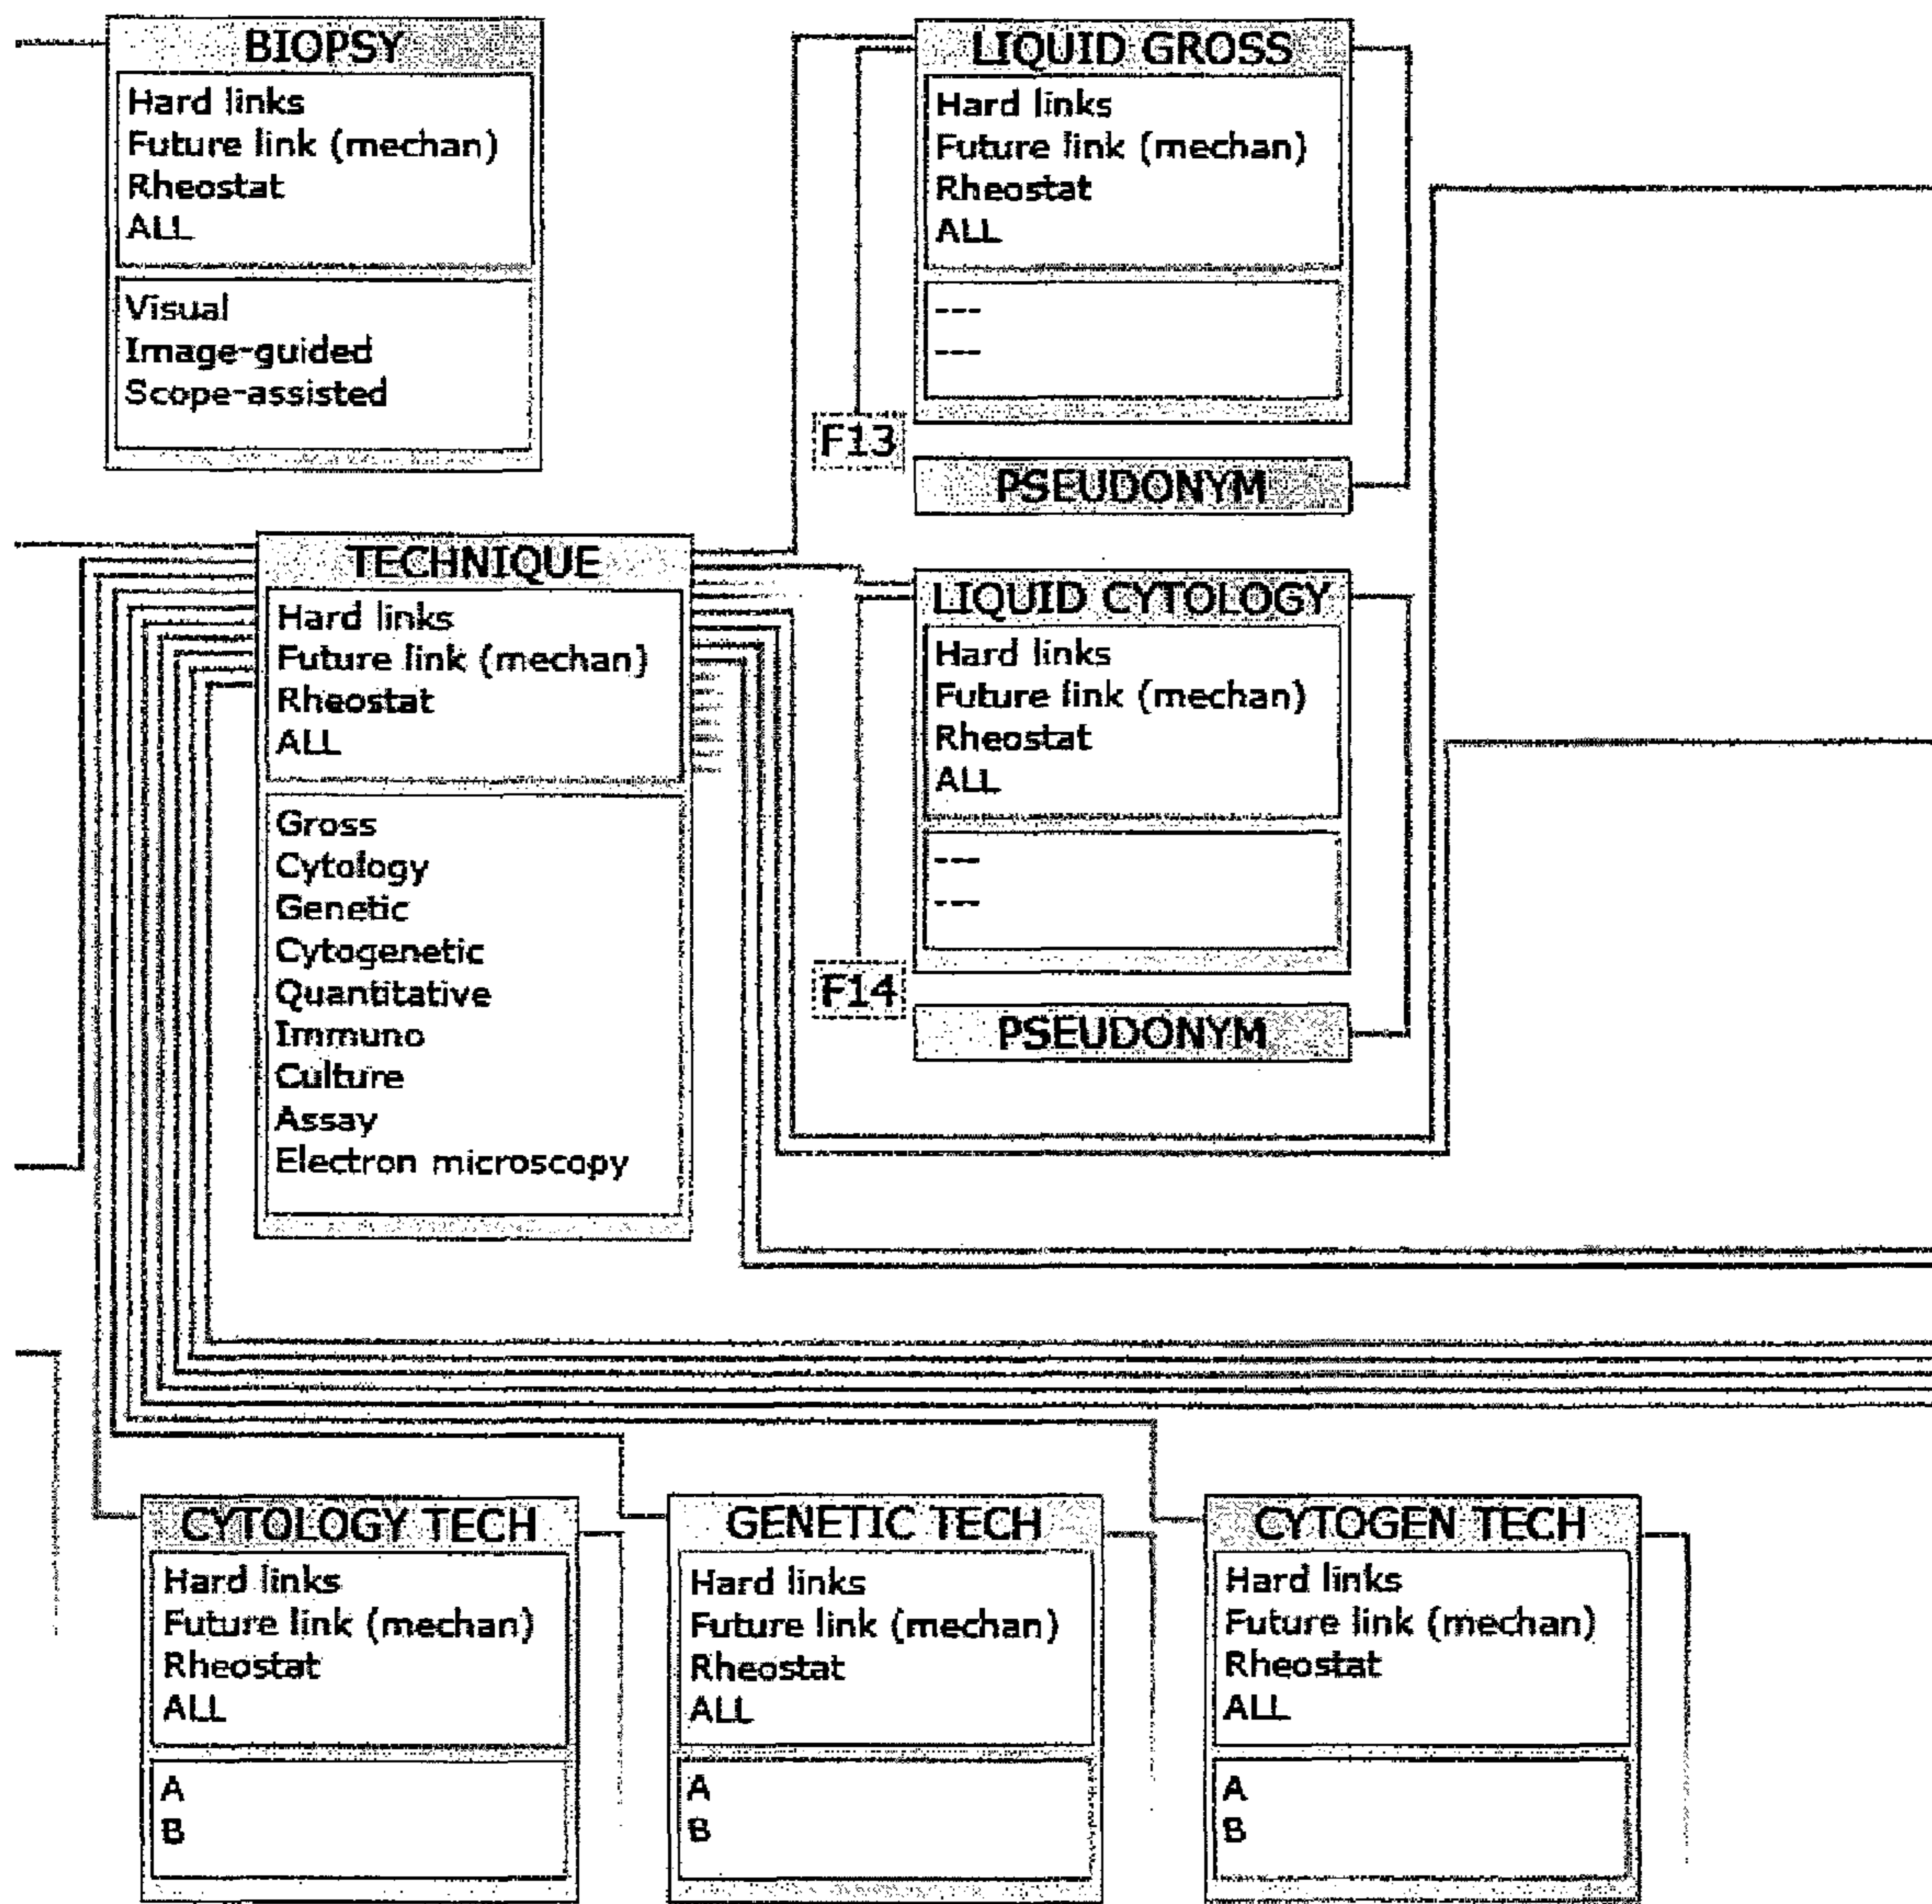 BIOPSY
Hard links
Future link (mechan)
Rheostat
ALL
Visual
Image-guided
Scope-assisted
LIQUID GROSS
Hard links
Future link (mechan)
Rheostat
ALL
---
---
F13
PSEUDONYM
TECHNIQUE
Hard links
Future link (mechan)
Rheostat
ALL
Gross
Cytology
Genetic
Cytogenetic
Quantitative
Immuno
Culture
Assay
Electron microscopy
LIQUID CYTOLOGY
Hard links
Future link (mechan)
Rheostat
ALL
---
---
F14
PSEUDONYM
CYTOLOGY TECH
Hard links
Future link (mechan)
Rheostat
ALL
A
B
GENETIC TECH
Hard links
Future link (mechan)
Rheostat
ALL
A
B
CYTOGEN TECH
Hard links
Future link (mechan)
Rheostat
ALL
A
B